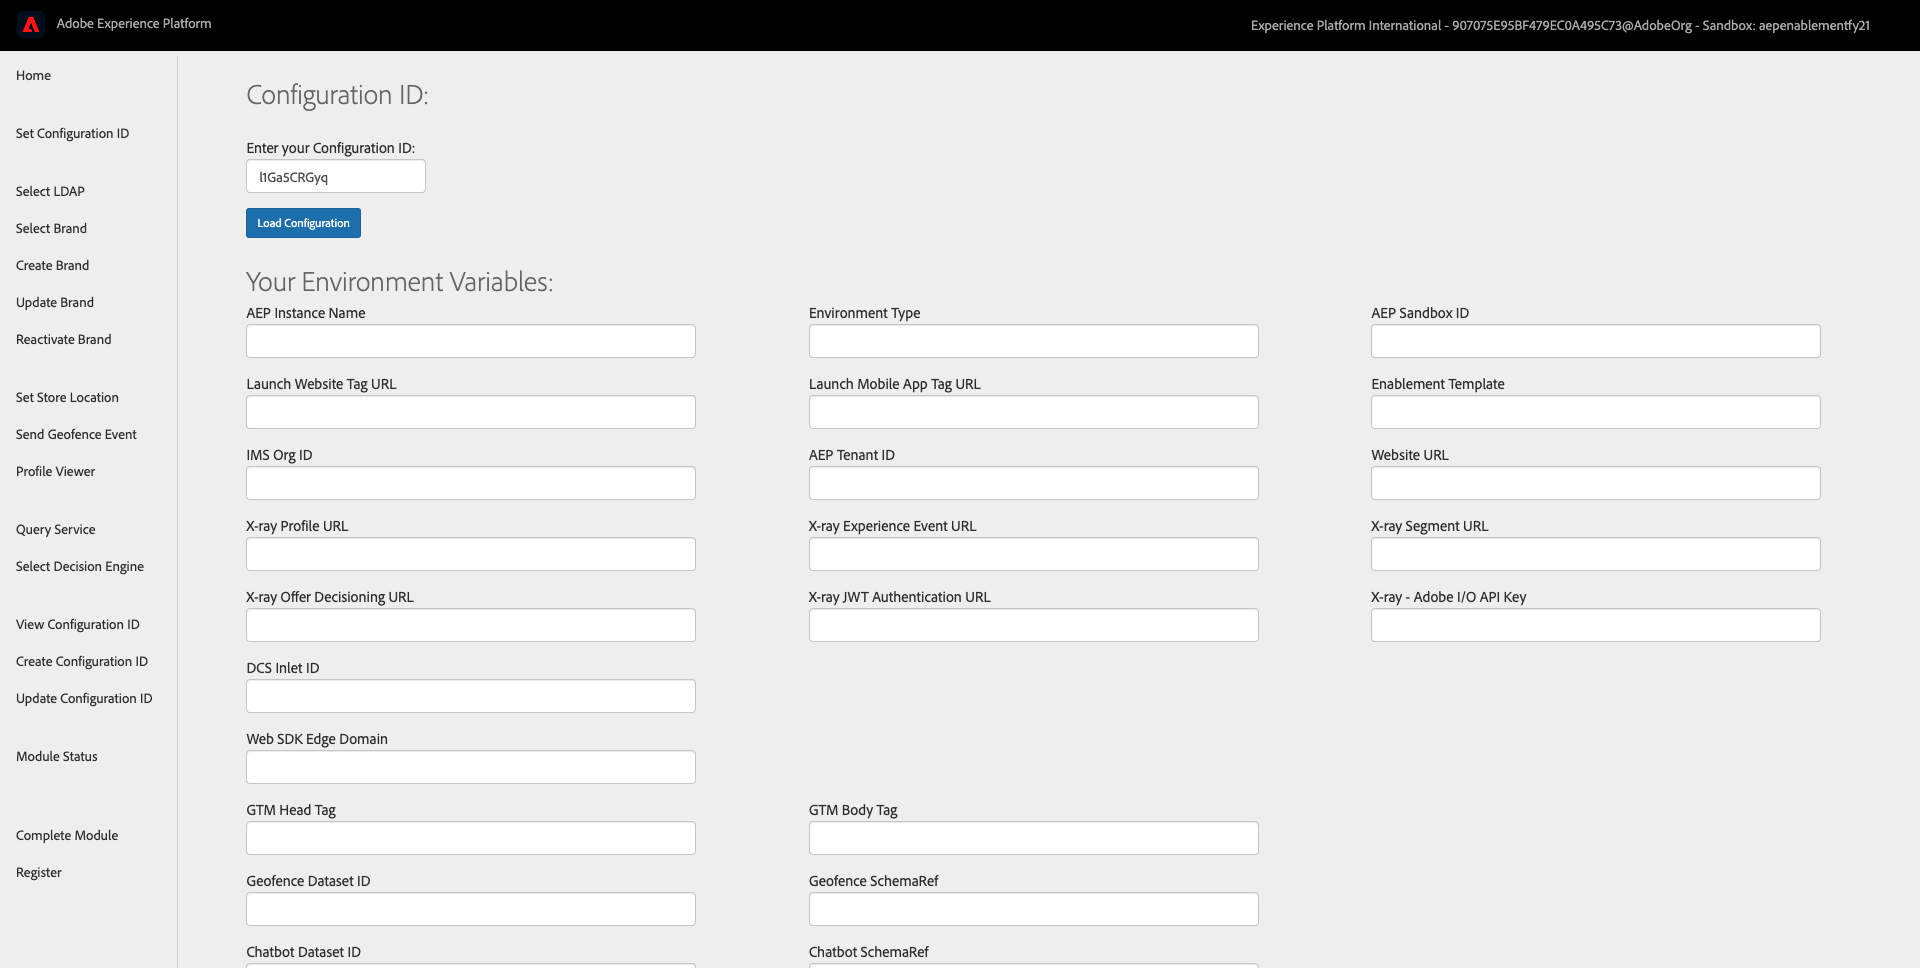 Adobe Experience Platform
Experience Platform International - 907075E95BF479EC0A495C73@AdobeOrg - Sandbox: aepenablementfy21
Home
Set Configuration ID
Select LDAP
Select Brand
Create Brand
Update Brand
Reactivate Brand
Set Store Location
Send Geofence Event
Profile Viewer
Query Service
Select Decision Engine
View Configuration ID
Create Configuration ID
Update Configuration ID
Module Status
Complete Module
Register
Configuration ID:
Enter your Configuration ID:
l1Ga5CRGyq
Load Configuration
Your Environment Variables:
AEP Instance Name
Environment Type
AEP Sandbox ID
Launch Website Tag URL
Launch Mobile App Tag URL
Enablement Template
IMS Org ID
AEP Tenant ID
Website URL
X-ray Profile URL
X-ray Experience Event URL
X-ray Segment URL
X-ray Offer Decisioning URL
X-ray JWT Authentication URL
X-ray - Adobe I/O API Key
DCS Inlet ID
Web SDK Edge Domain
GTM Head Tag
GTM Body Tag
Geofence Dataset ID
Geofence SchemaRef
Chatbot Dataset ID
Chatbot SchemaRef